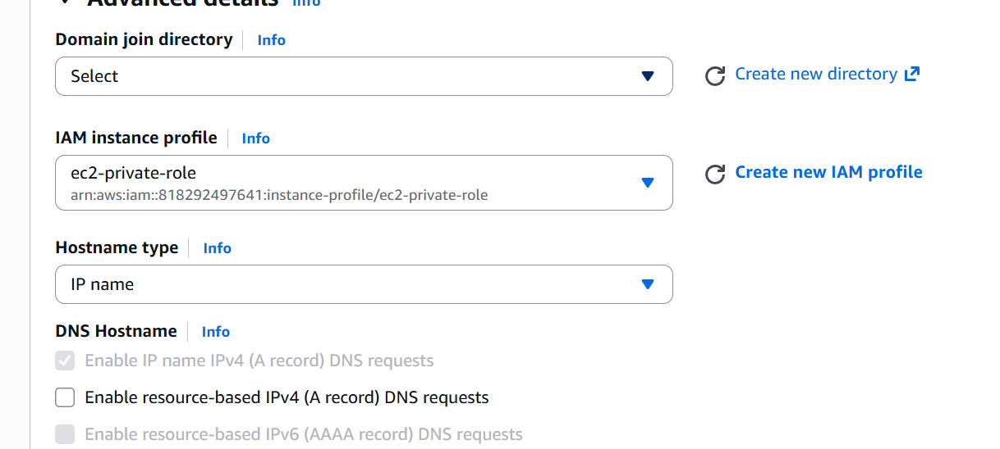 Advanced details Info
Domain join directory Info
Select
Create new directory
IAM instance profile Info
ec2-private-role
arn:aws:iam::818292497641:instance-profile/ec2-private-role
Create new IAM profile
Hostname type Info
IP name
DNS Hostname Info
Enable IP name IPv4 (A record) DNS requests
Enable resource-based IPv4 (A record) DNS requests
Enable resource-based IPv6 (AAAA record) DNS requests